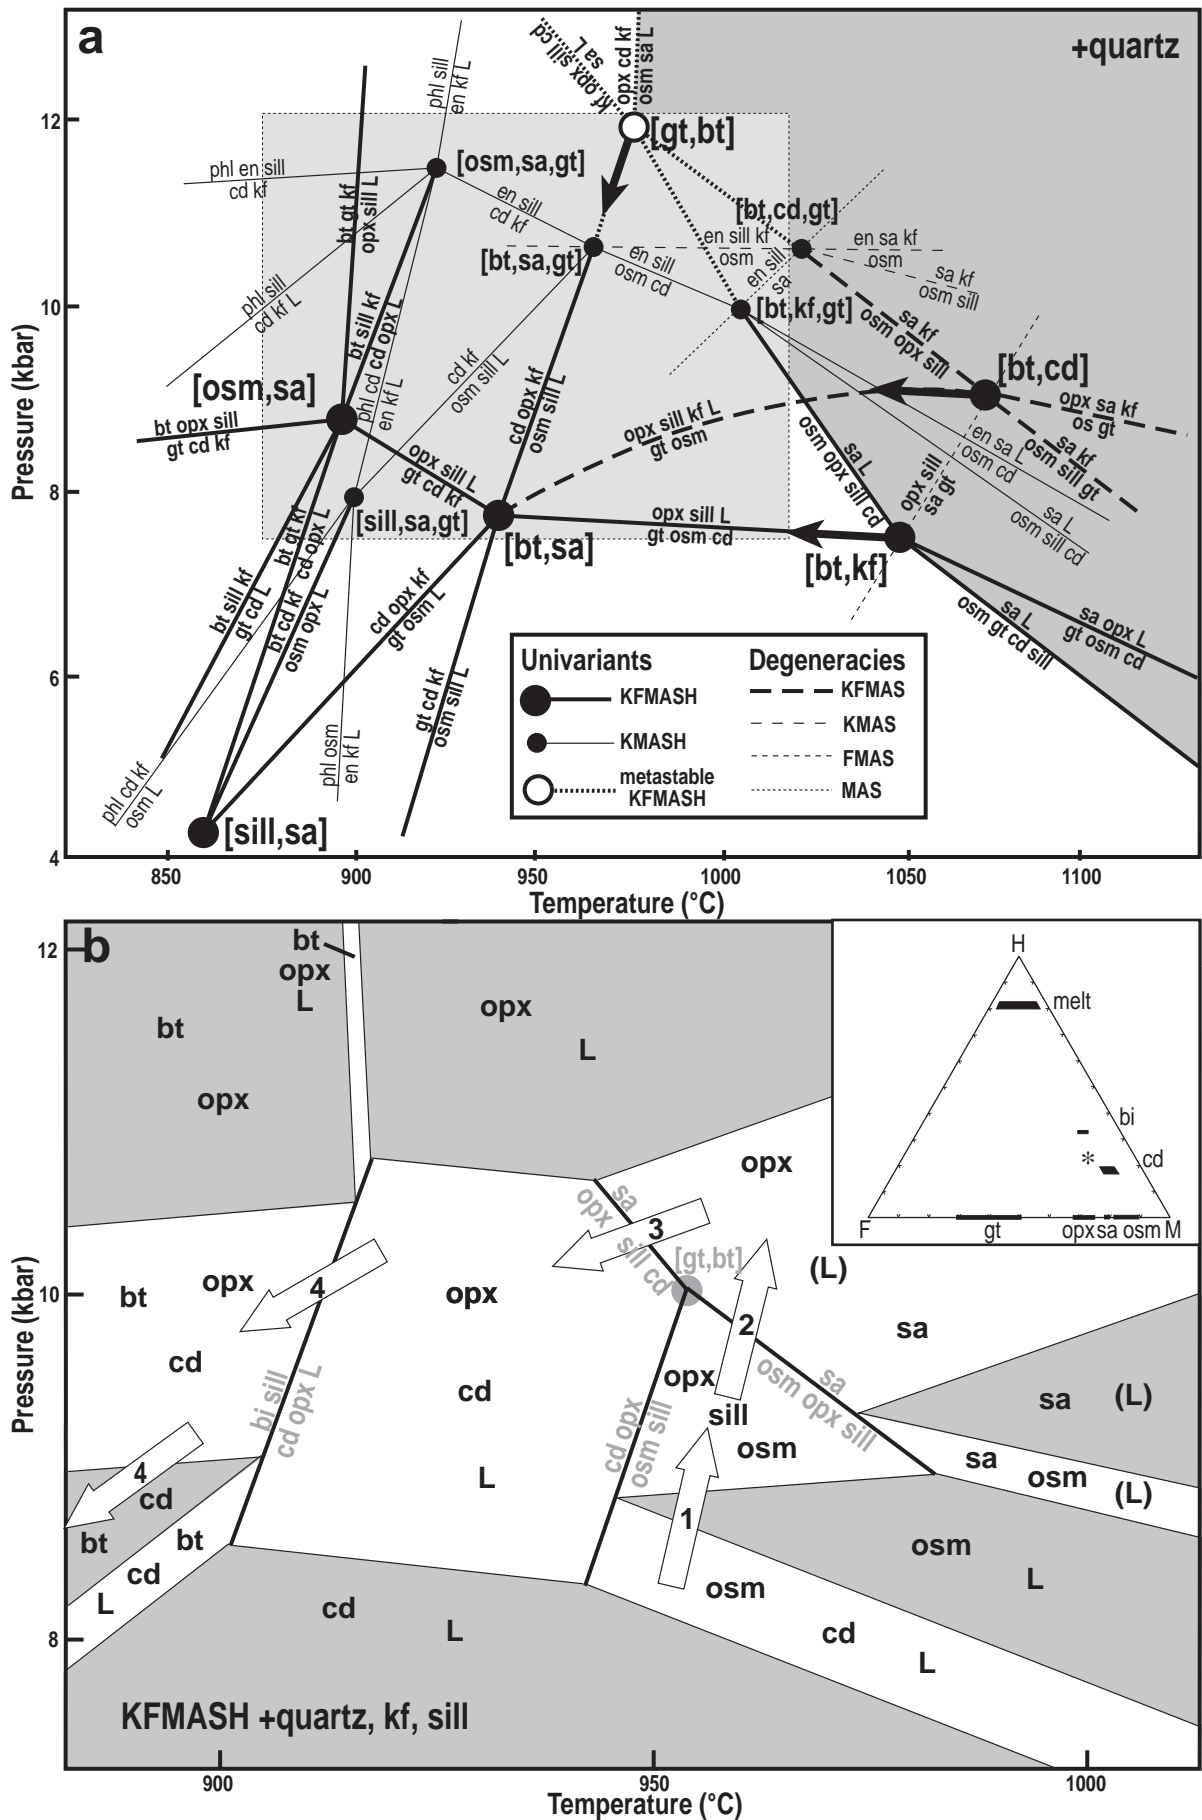 a
+quartz
12
10
8
6
4
Pressure (kbar)
850
900
950
1000
1050
1100
Temperature (°C)
kf opx sill cd
sa L
opx cd kf
osm sa L
[gt,bt]
phl sill
en kf L
phl en sill
cd kf
bt gt kf
opx sill L
[osm,sa,gt]
en sill
cd kf
[bt,cd,gt]
en sill kf
osm
en sa kf
osm
sa kf
osm sill
[bt,sa,gt]
en sill
osm cd
en sill
sa
[bt,kf,gt]
phl sill
cd kf L
bt sill kf
cd opx L
phl cd
en kf L
cd kf
osm sill L
cd opx kf
osm sill L
sa kf
osm opx sill
[bt,cd]
opx sa kf
os gt
sa kf
osm sill gt
[osm,sa]
bt opx sill
gt cd kf
opx sill kf L
gt osm
opx sill L
gt cd kf
sa L
osm opx sill cd
opx sill
sa gt
en sa L
osm cd
sa L
osm sill cd
[sill,sa,gt]
[bt,sa]
opx sill L
gt osm cd
[bt,kf]
bt gt kf
cd opx L
bt sill kf
gt cd L
bt cd kf
osm opx L
cd opx kf
gt osm L
gt cd kf
osm sill L
sa L
osm gt cd sill
sa opx L
gt osm cd
phl osm
en kf L
phl cd kf
osm L
[sill,sa]
Univariants
Degeneracies
KFMASH
KMASH
metastable
KFMASH
KFMAS
KMAS
FMAS
MAS
b
12
10
8
Pressure (kbar)
900
950
1000
Temperature (°C)
bt
opx
L
bt
opx
opx
L
opx
sa
opx sill cd
3
[gt,bt]
(L)
4
bt
opx
cd
opx
cd
L
bi sill
cd opx L
2
sa
opx
sill
osm
sa
osm opx sill
cd opx
osm sill
sa
(L)
sa
osm
(L)
4
cd
bt
bt
cd
L
1
osm
L
osm
cd
L
cd
L
KFMASH +quartz, kf, sill
H
melt
bi
*
cd
F
gt
opx
sa
osm
M